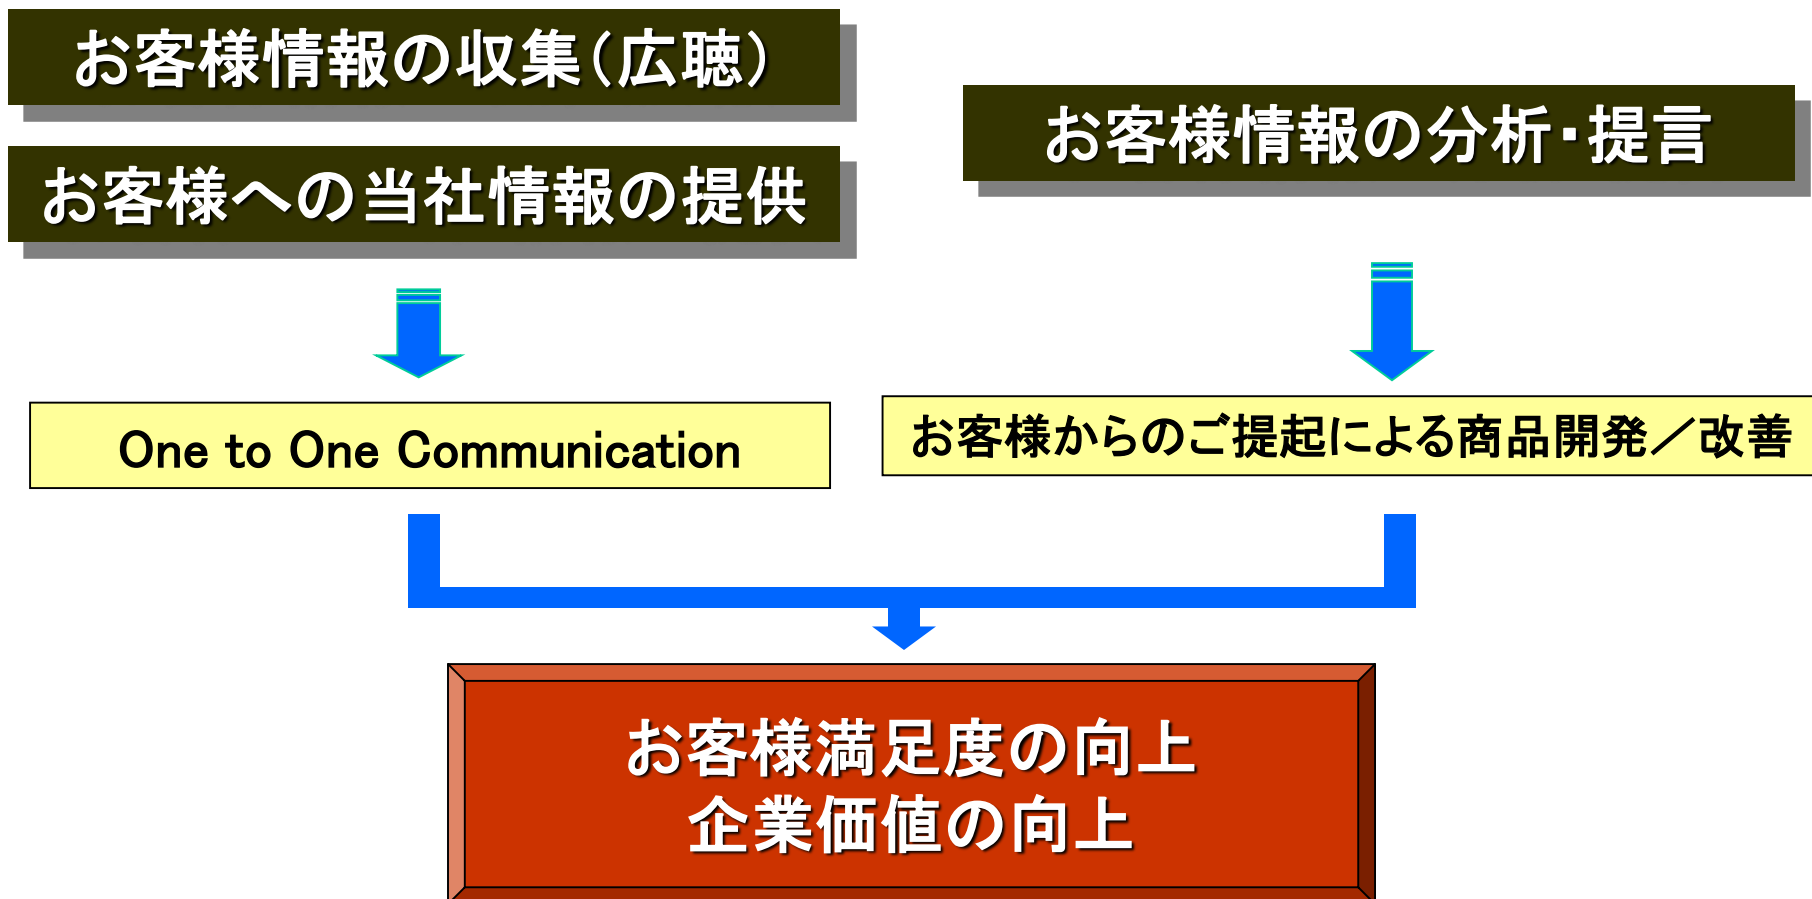 お客様情報の収集（広聴）
お客様への当社情報の提供
お客様情報の分析・提言
One to One Communication
お客様からのご提起による商品開発／改善
お客様満足度の向上
企業価値の向上